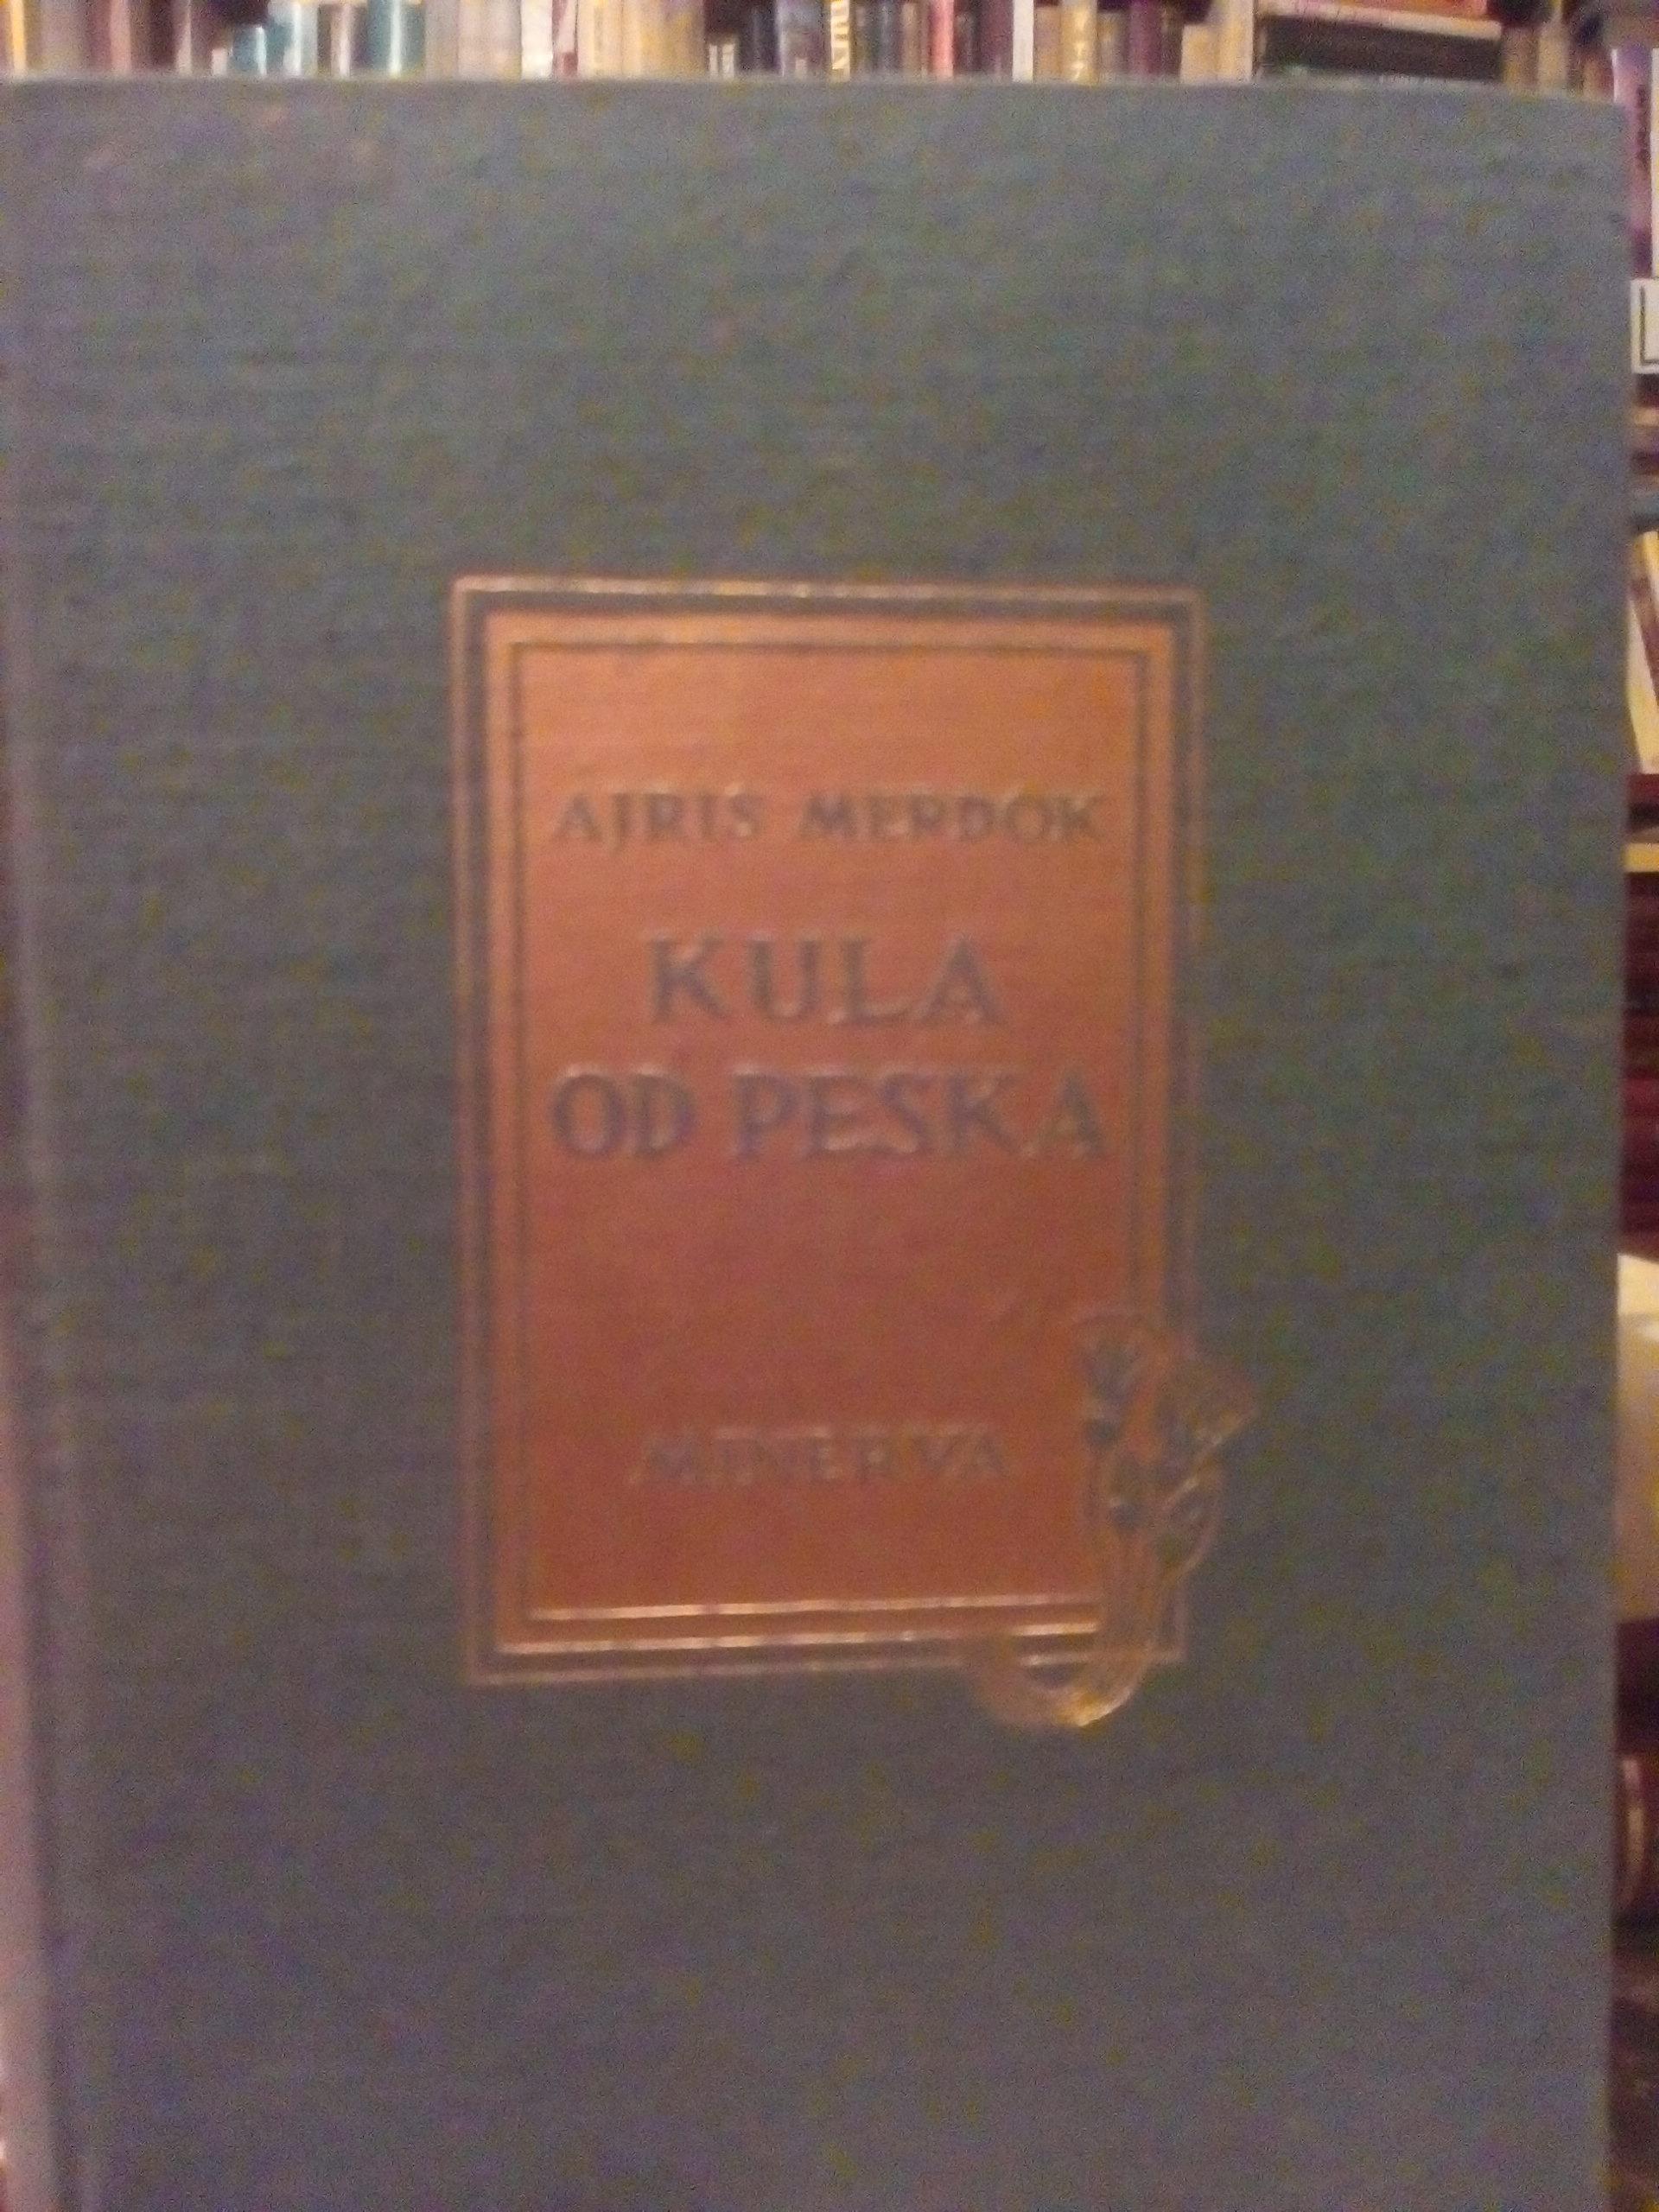 AJRIS MERDOK
KULA
OD PESKA
MINERVA